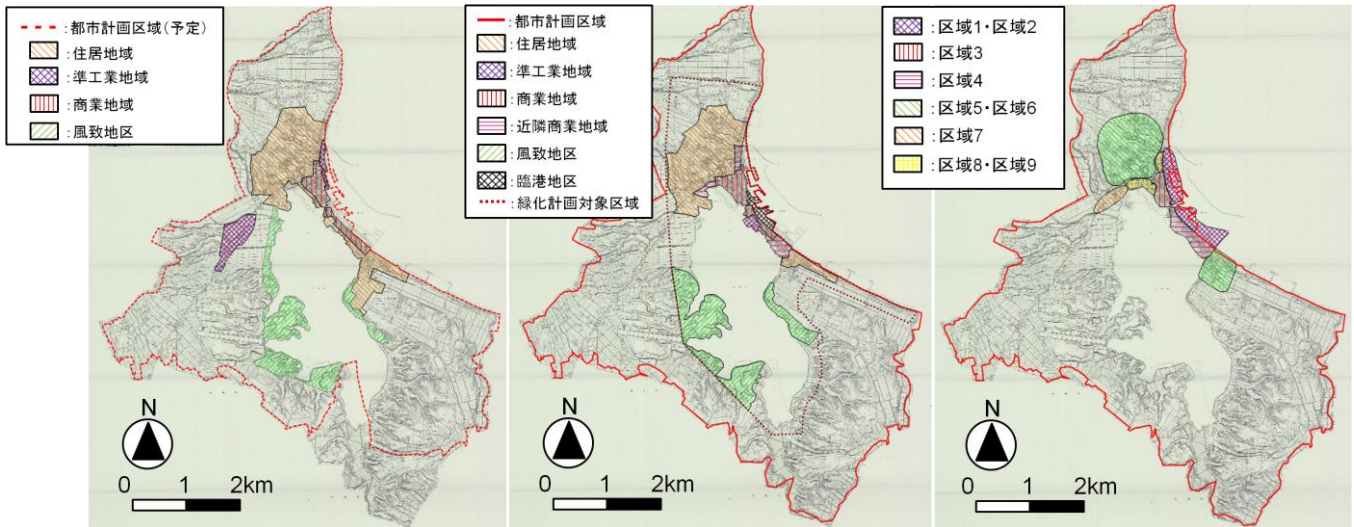 :都市計画区域(予定)
:住居地域
:準工業地域
:商業地域
:風致地区
N
0 1 2km
:都市計画区域
:住居地域
:準工業地域
:商業地域
:近隣商業地域
:風致地区
:臨港地区
:緑化計画対象区域
N
0 1 2km
:区域1・区域2
:区域3
:区域4
:区域5・区域6
:区域7
:区域8・区域9
N
0 1 2km